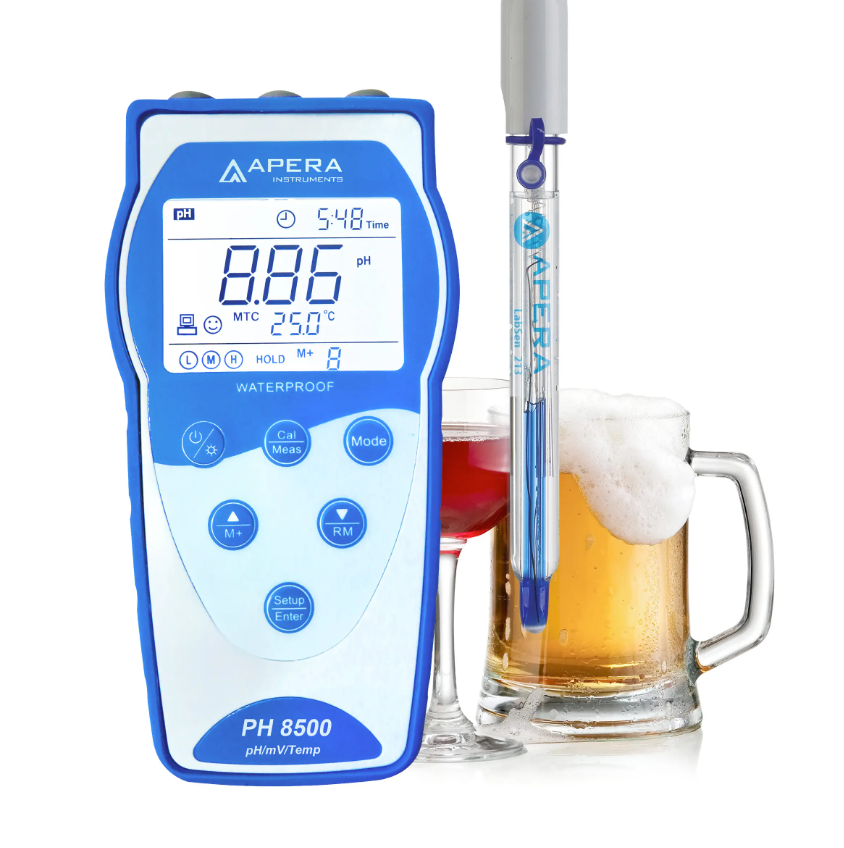 APERA
INSTRUMENTS
pH 5:48 Time
8.86 pH
MTC 25.0 °C
L M H HOLD M+ 8
WATERPROOF
Cal
Meas
Mode
M+
RM
Setup
Enter
PH 8500
pH/mV/Temp
APERA
LabSen 213